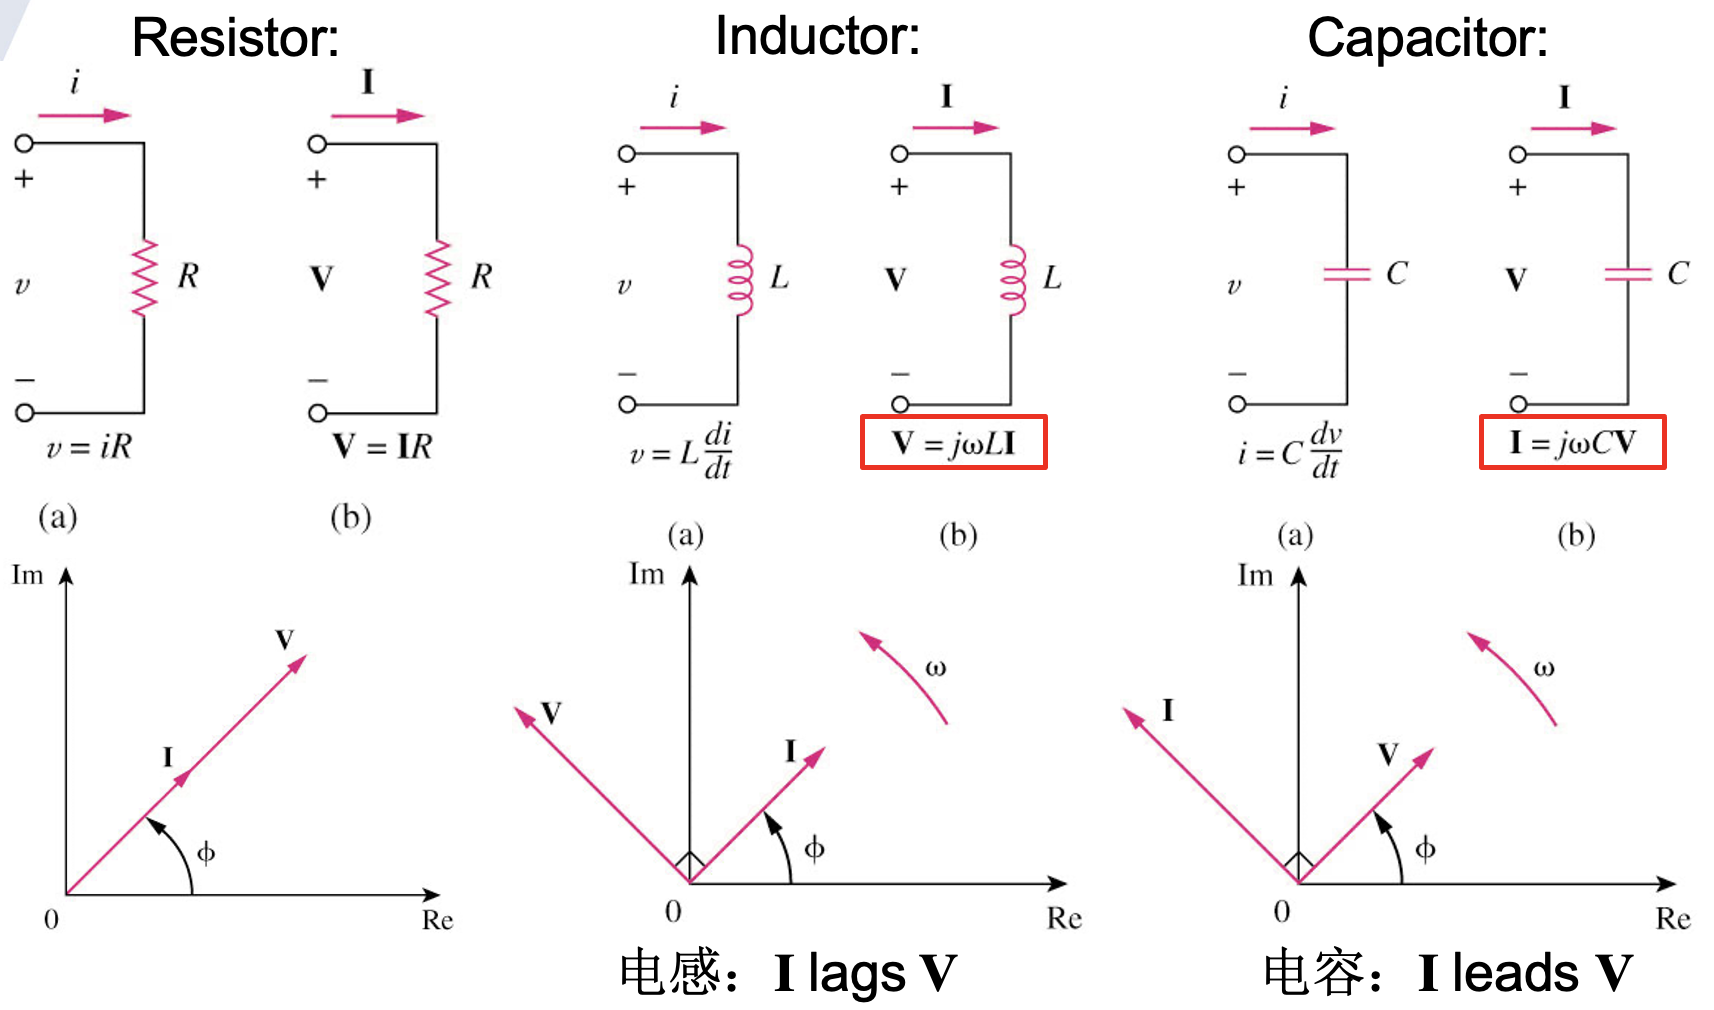 Resistor:
i
I
+
+
v
R
V
R
−
−
v = iR
V = IR
(a)
(b)
Im
V
I
ϕ
0
Re
Inductor:
i
I
+
+
v
L
V
L
−
−
v = L di/dt
V = jωLI
(a)
(b)
Im
V
I
ω
ϕ
0
Re
电感：I lags V
Capacitor:
i
I
+
+
v
C
V
C
−
−
i = C dv/dt
I = jωCV
(a)
(b)
Im
I
V
ω
ϕ
0
Re
电容：I leads V